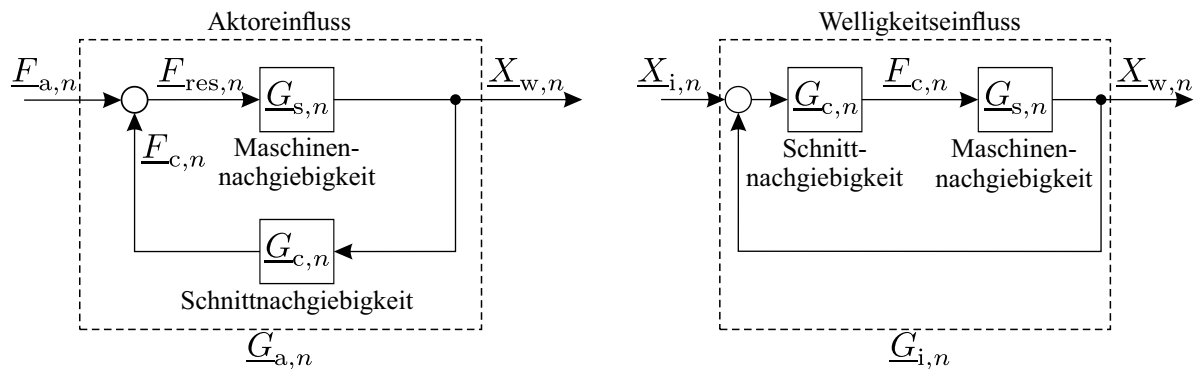 Aktoreinfluss
F_a,n
F_res,n
G_s,n
X_w,n
F_c,n
Maschinen-
nachgiebigkeit
G_c,n
Schnittnachgiebigkeit
G_a,n
Welligkeitseinfluss
X_i,n
G_c,n
F_c,n
G_s,n
X_w,n
Schnitt-
nachgiebigkeit
Maschinen-
nachgiebigkeit
G_i,n